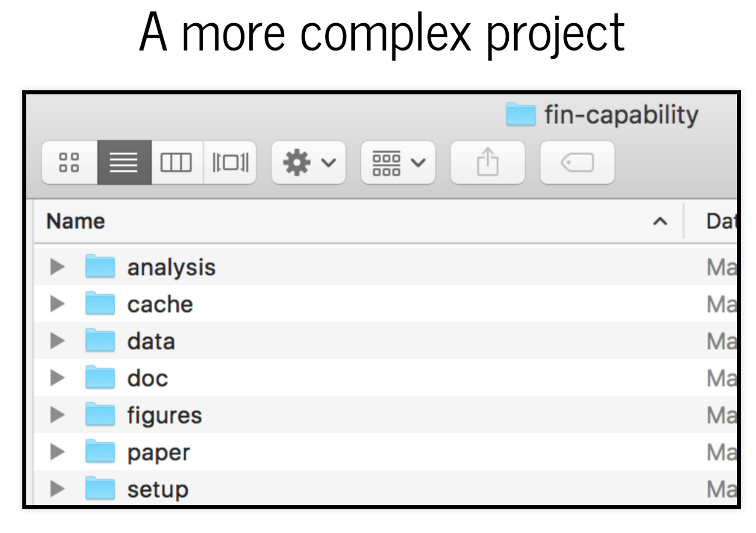 A more complex project
fin-capability
Name Dat
analysis Ma
cache Ma
data Ma
doc Ma
figures Ma
paper Ma
setup Ma